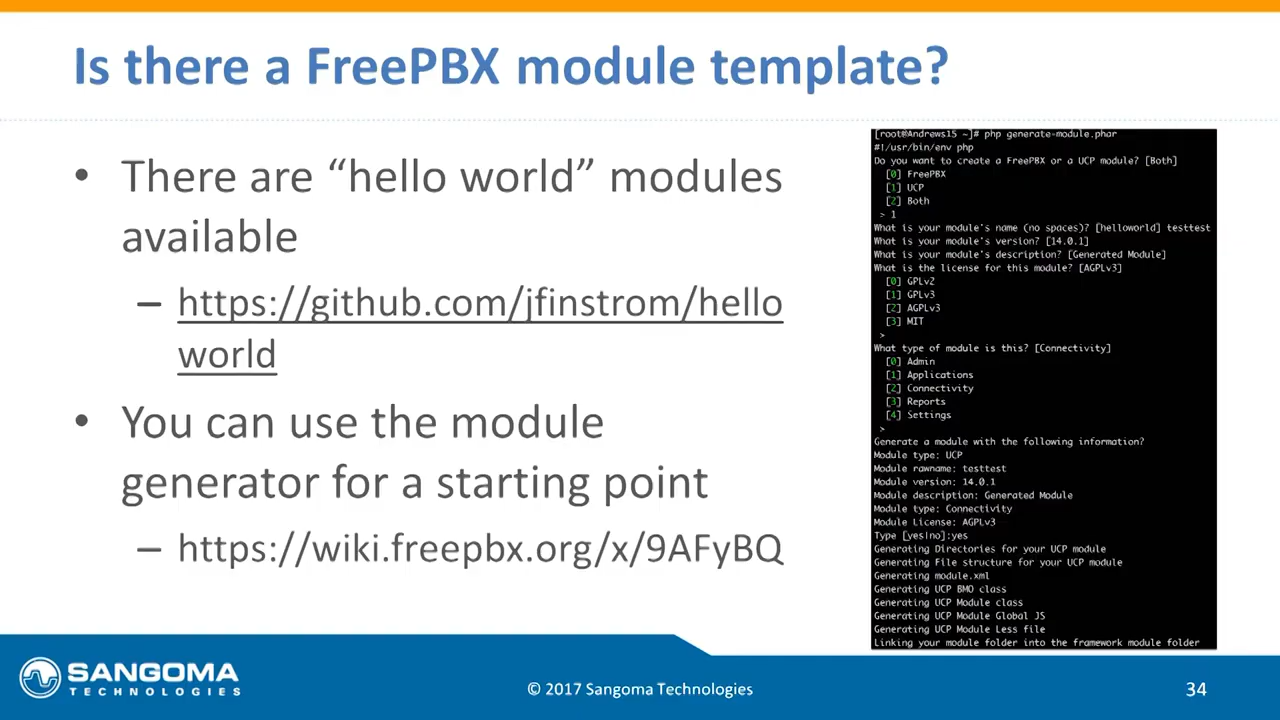 Is there a FreePBX module template?
• There are “hello world” modules
available
– https://github.com/jfinstrom/hello
world
• You can use the module
generator for a starting point
– https://wiki.freepbx.org/x/9AFyBQ
[root@Andrews15 ~]# php generate-module.phar
#!/usr/bin/env php
Do you want to create a FreePBX or a UCP module? [Both]
[0] FreePBX
[1] UCP
[2] Both
> 1
What is your module's name (no spaces)? [helloworld] testtest
What is your module's version? [14.0.1]
What is your module's description? [Generated Module]
What is the license for this module? [AGPLv3]
[0] GPLv2
[1] GPLv3
[2] AGPLv3
[3] MIT
>
What type of module is this? [Connectivity]
[0] Admin
[1] Applications
[2] Connectivity
[3] Reports
[4] Settings
>
Generate a module with the following information?
Module type: UCP
Module rawname: testtest
Module version: 14.0.1
Module description: Generated Module
Module type: Connectivity
Module License: AGPLv3
Type [yes|no]:yes
Generating Directories for your UCP module
Generating File structure for your UCP module
Generating module.xml
Generating UCP BMO class
Generating UCP Module class
Generating UCP Module Global JS
Generating UCP Module Less file
Linking your module folder into the framework module folder
SANGOMA
TECHNOLOGIES
© 2017 Sangoma Technologies
34